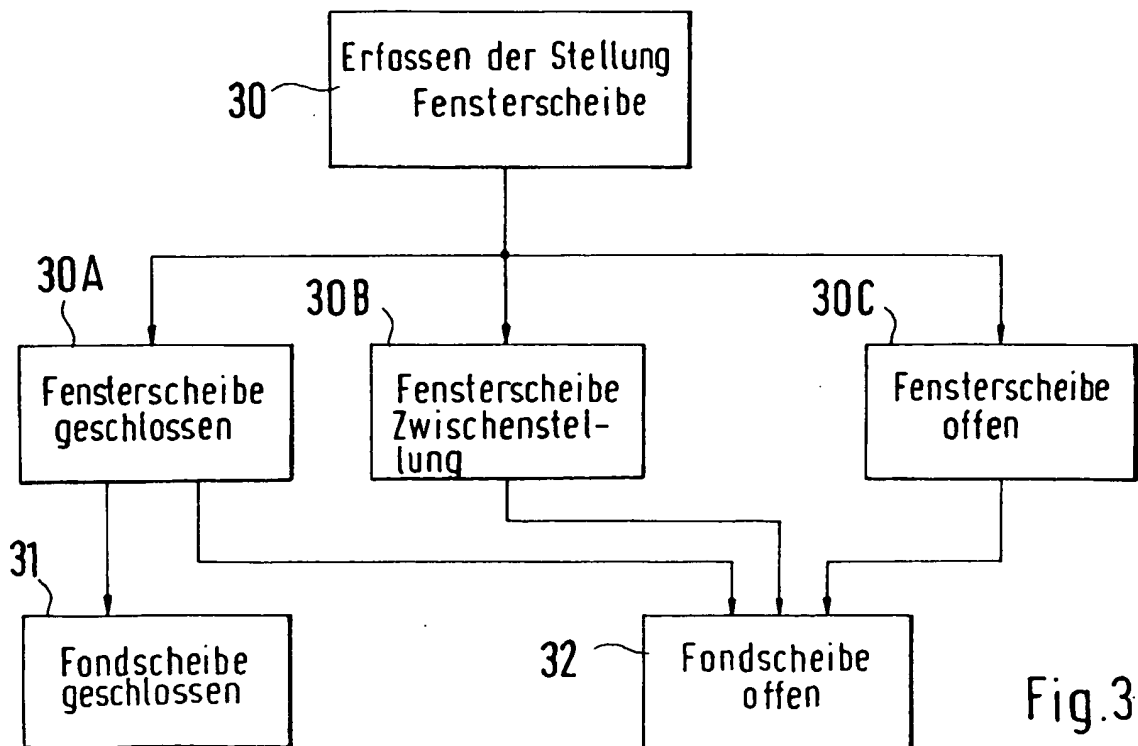 Erfassen der Stellung
Fensterscheibe
30
30A
30B
30C
Fensterscheibe
geschlossen
Fensterscheibe
Zwischenstel-
lung
Fensterscheibe
offen
31
Fondscheibe
geschlossen
32
Fondscheibe
offen
Fig.3